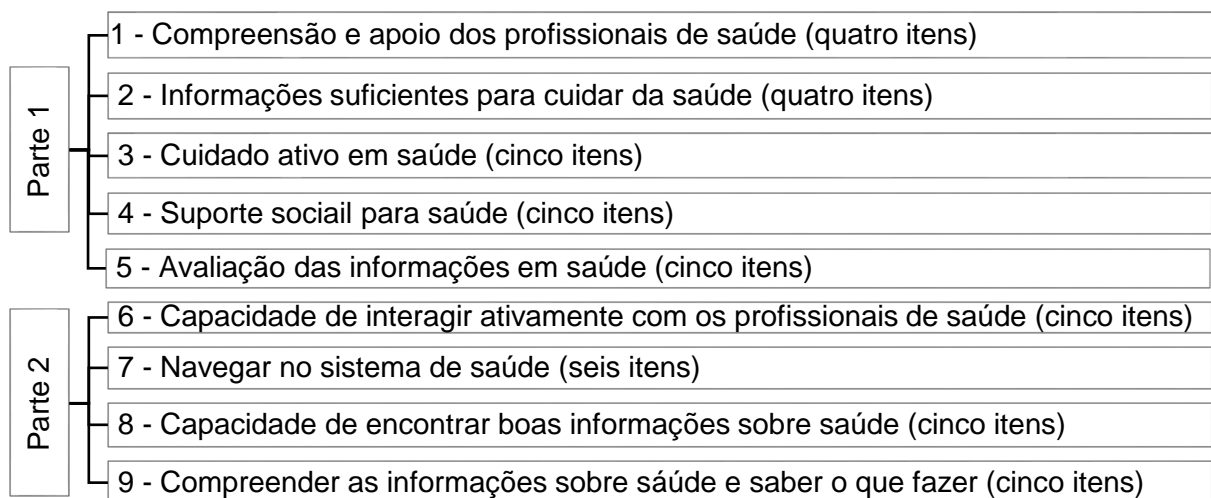 Parte 1
1 - Compreensão e apoio dos profissionais de saúde (quatro itens)
2 - Informações suficientes para cuidar da saúde (quatro itens)
3 - Cuidado ativo em saúde (cinco itens)
4 - Suporte sociail para saúde (cinco itens)
5 - Avaliação das informações em saúde (cinco itens)
Parte 2
6 - Capacidade de interagir ativamente com os profissionais de saúde (cinco itens)
7 - Navegar no sistema de saúde (seis itens)
8 - Capacidade de encontrar boas informações sobre saúde (cinco itens)
9 - Compreender as informações sobre sáúde e saber o que fazer (cinco itens)